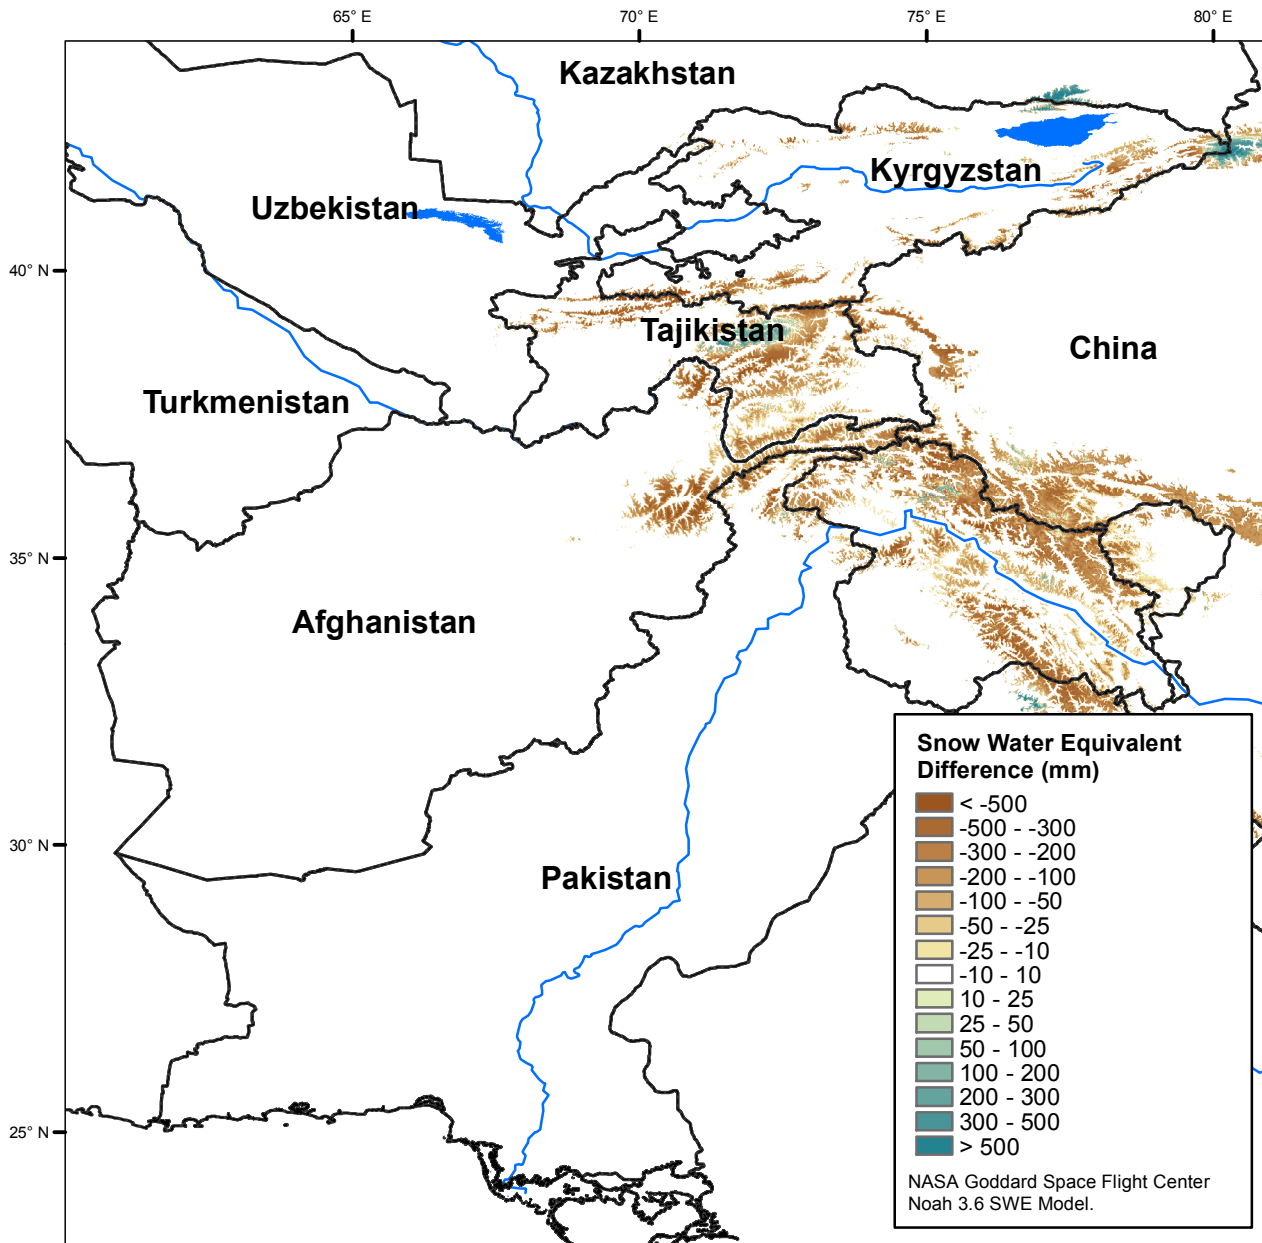 65° E
70° E
75° E
80° E
Kazakhstan
Kyrgyzstan
Uzbekistan
40° N
Tajikistan
China
Turkmenistan
35° N
Afghanistan
30° N
Pakistan
25° N
Snow Water Equivalent
Difference (mm)
< -500
-500 - -300
-300 - -200
-200 - -100
-100 - -50
-50 - -25
-25 - -10
-10 - 10
10 - 25
25 - 50
50 - 100
100 - 200
200 - 300
300 - 500
> 500
NASA Goddard Space Flight Center
Noah 3.6 SWE Model.